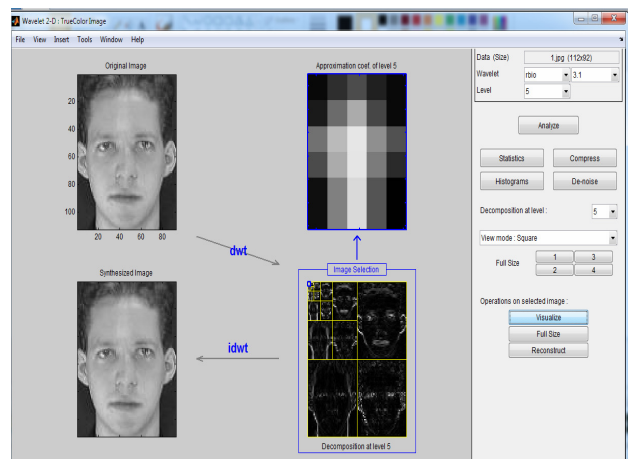 Wavelet 2-D : TrueColor Image
File View Insert Tools Window Help
Original Image
20
40
60
80
100
20 40 60 80
Approximation coef. of level 5
dwt
Image Selection
Synthesized Image
idwt
Decomposition at level 5
Data (Size) 1.jpg (112x92)
Wavelet rbio 3.1
Level 5
Analyze
Statistics Compress
Histograms De-noise
Decomposition at level : 5
View mode : Square
Full Size 1 3
2 4
Operations on selected image :
Visualize
Full Size
Reconstruct